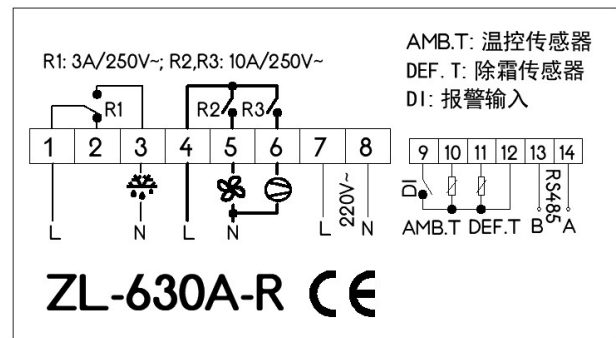 R1: 3A/250V~; R2,R3: 10A/250V~
AMB.T: 温控传感器
DEF. T: 除霜传感器
DI: 报警输入
R1 R2 R3
1 2 3 4 5 6 7 8
9 10 11 12 13 14
L N L N L 220V~ N
DI AMB.T DEF.T B RS485 A
ZL-630A-R CE